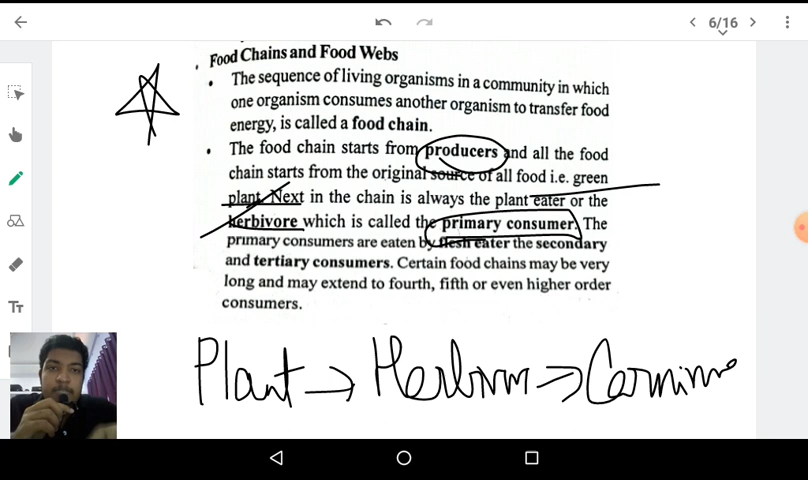 6/16
Food Chains and Food Webs
• The sequence of living organisms in a community in which
one organism consumes another organism to transfer food
energy, is called a food chain.
• The food chain starts from producers and all the food
chain starts from the original source of all food i.e. green
plant. Next in the chain is always the plant eater or the
herbivore which is called the primary consumer. The
primary consumers are eaten by flesh eater the secondary
and tertiary consumers. Certain food chains may be very
long and may extend to fourth, fifth or even higher order
consumers.
Tт
Plant → Herbivore →